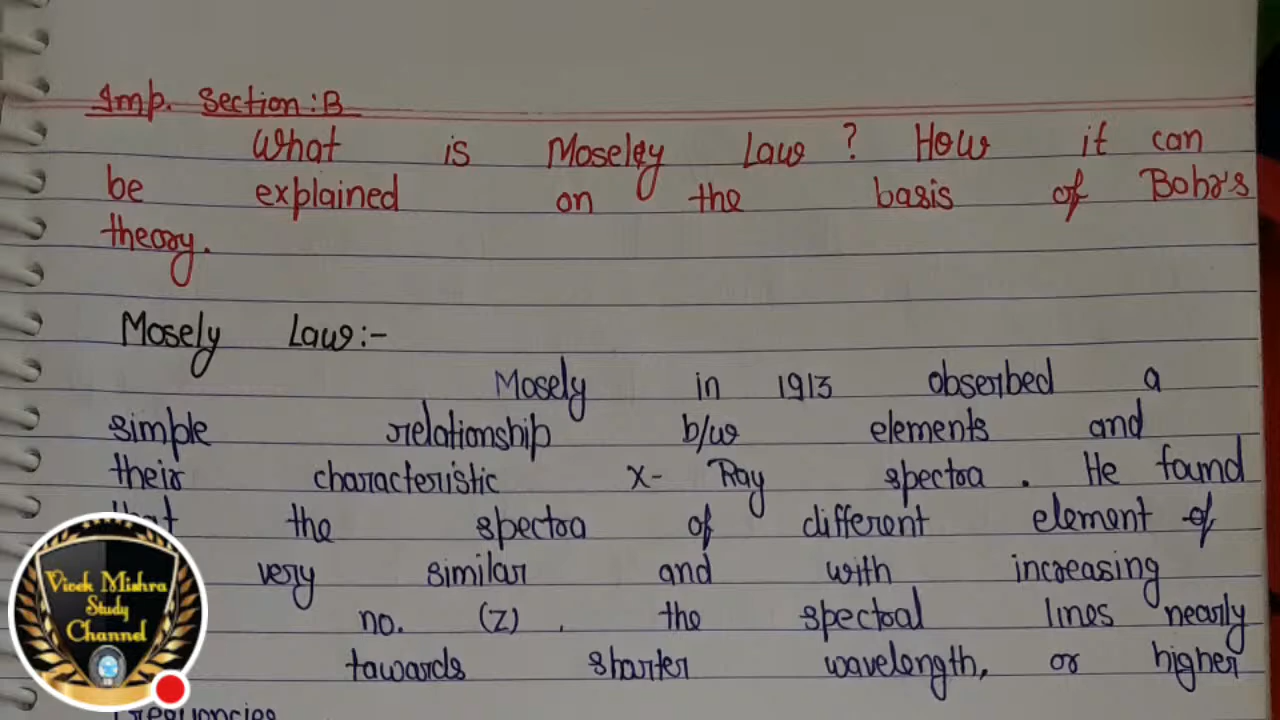 Imp. Section:B
What is Moseley Law? How it can
be explained on the basis of Bohr's
theory.
Mosely Law:-
Mosely in 1913 observed a
simple relationship b/w elements and
their characteristic X- Ray spectra. He found
that the spectra of different element of
very similar and with increasing
no. (Z). the spectral lines nearly
towards shorter wavelength, or higher
frequencies
Vivek Mishra
Study
Channel